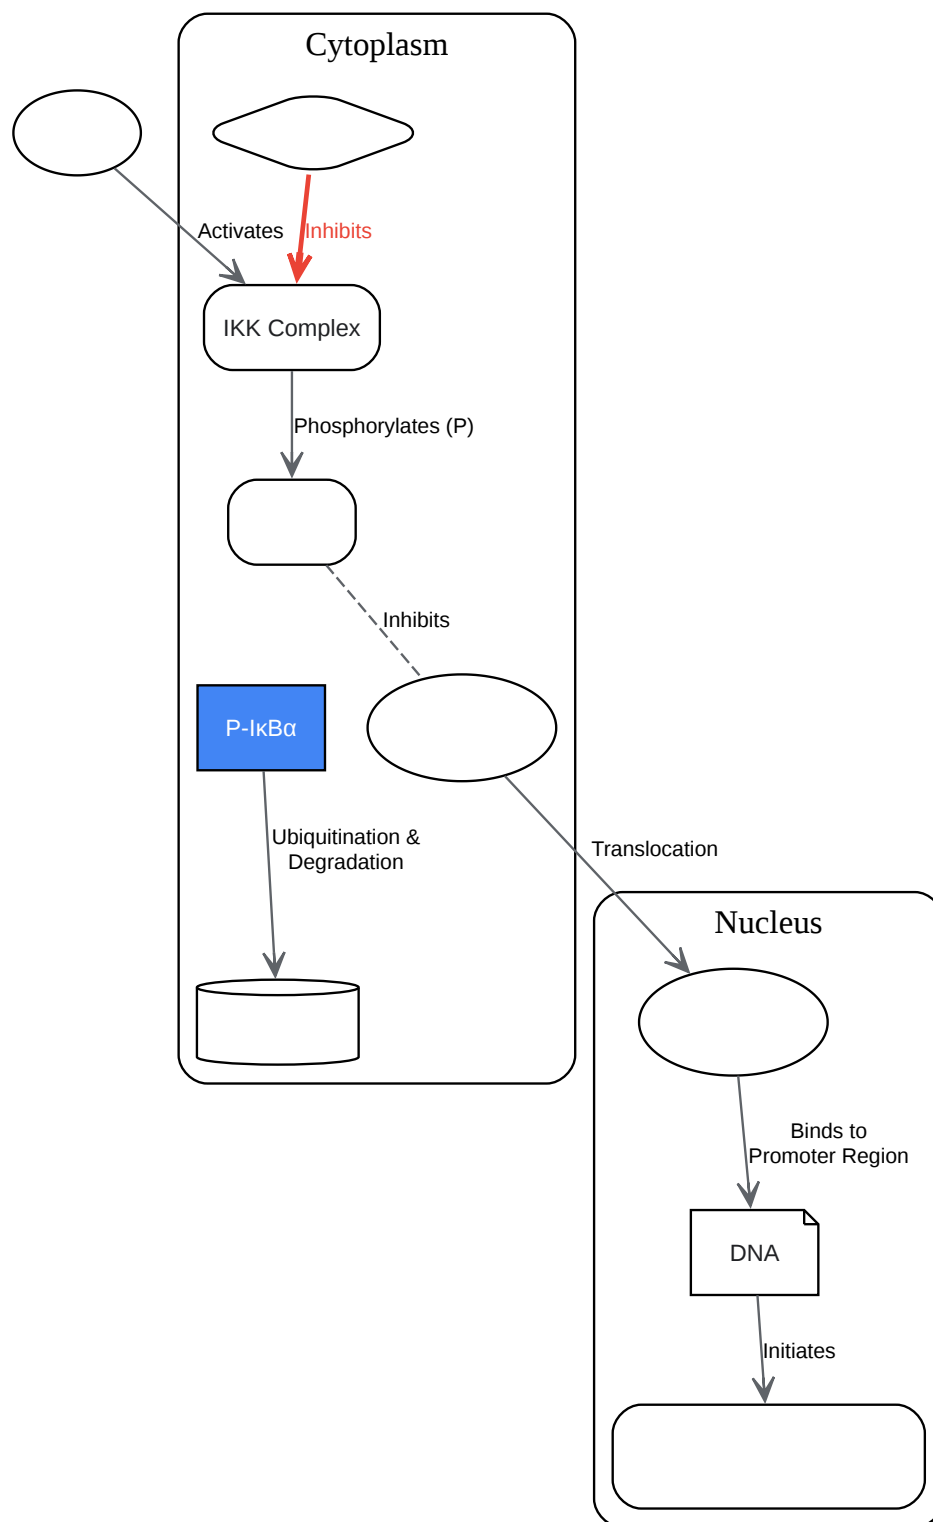 Cytoplasm
Activates
Inhibits
IKK Complex
Phosphorylates (P)
Inhibits
P-IκBα
Ubiquitination &
Degradation
Translocation
Nucleus
Binds to
Promoter Region
DNA
Initiates